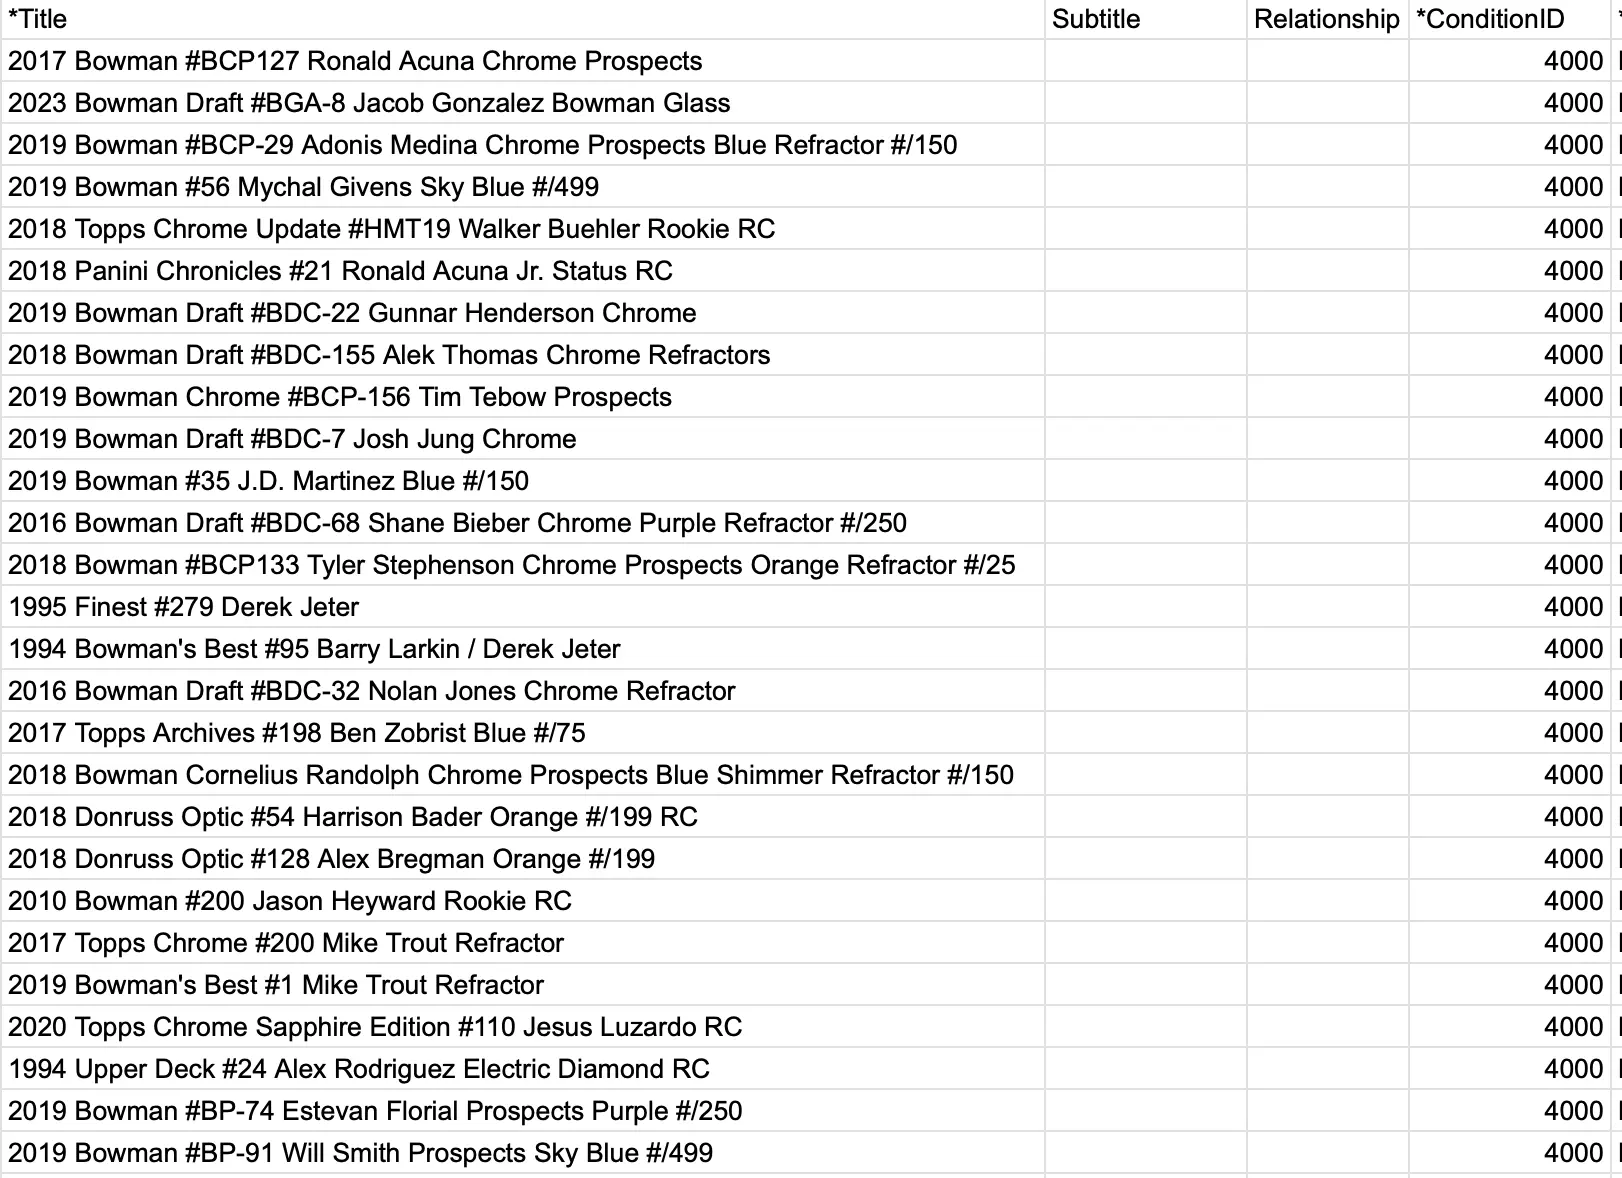 *Title Subtitle Relationship *ConditionID
2017 Bowman #BCP127 Ronald Acuna Chrome Prospects 4000
2023 Bowman Draft #BGA-8 Jacob Gonzalez Bowman Glass 4000
2019 Bowman #BCP-29 Adonis Medina Chrome Prospects Blue Refractor #/150 4000
2019 Bowman #56 Mychal Givens Sky Blue #/499 4000
2018 Topps Chrome Update #HMT19 Walker Buehler Rookie RC 4000
2018 Panini Chronicles #21 Ronald Acuna Jr. Status RC 4000
2019 Bowman Draft #BDC-22 Gunnar Henderson Chrome 4000
2018 Bowman Draft #BDC-155 Alek Thomas Chrome Refractors 4000
2019 Bowman Chrome #BCP-156 Tim Tebow Prospects 4000
2019 Bowman Draft #BDC-7 Josh Jung Chrome 4000
2019 Bowman #35 J.D. Martinez Blue #/150 4000
2016 Bowman Draft #BDC-68 Shane Bieber Chrome Purple Refractor #/250 4000
2018 Bowman #BCP133 Tyler Stephenson Chrome Prospects Orange Refractor #/25 4000
1995 Finest #279 Derek Jeter 4000
1994 Bowman's Best #95 Barry Larkin / Derek Jeter 4000
2016 Bowman Draft #BDC-32 Nolan Jones Chrome Refractor 4000
2017 Topps Archives #198 Ben Zobrist Blue #/75 4000
2018 Bowman Cornelius Randolph Chrome Prospects Blue Shimmer Refractor #/150 4000
2018 Donruss Optic #54 Harrison Bader Orange #/199 RC 4000
2018 Donruss Optic #128 Alex Bregman Orange #/199 4000
2010 Bowman #200 Jason Heyward Rookie RC 4000
2017 Topps Chrome #200 Mike Trout Refractor 4000
2019 Bowman's Best #1 Mike Trout Refractor 4000
2020 Topps Chrome Sapphire Edition #110 Jesus Luzardo RC 4000
1994 Upper Deck #24 Alex Rodriguez Electric Diamond RC 4000
2019 Bowman #BP-74 Estevan Florial Prospects Purple #/250 4000
2019 Bowman #BP-91 Will Smith Prospects Sky Blue #/499 4000